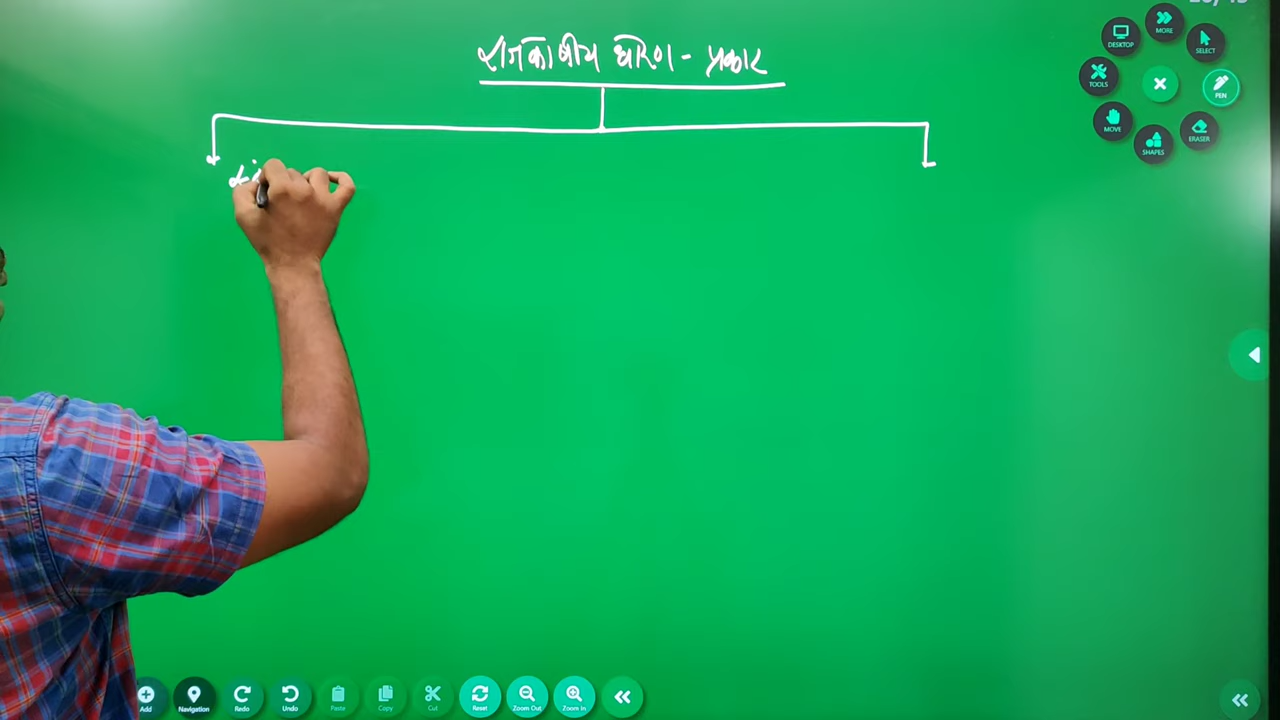 राजकोषीय धोरण - प्रकार
DESKTOP
MORE
SELECT
TOOLS
PEN
MOVE
SHAPES
ERASER
Add
Navigation
Redo
Undo
Paste
Copy
Cut
Reset
Zoom Out
Zoom In